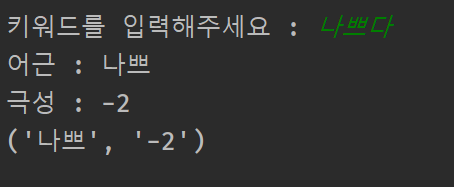 키워드를 입력해주세요 : 나쁘다
어근 : 나쁘
극성 : -2
('나쁘', '-2')